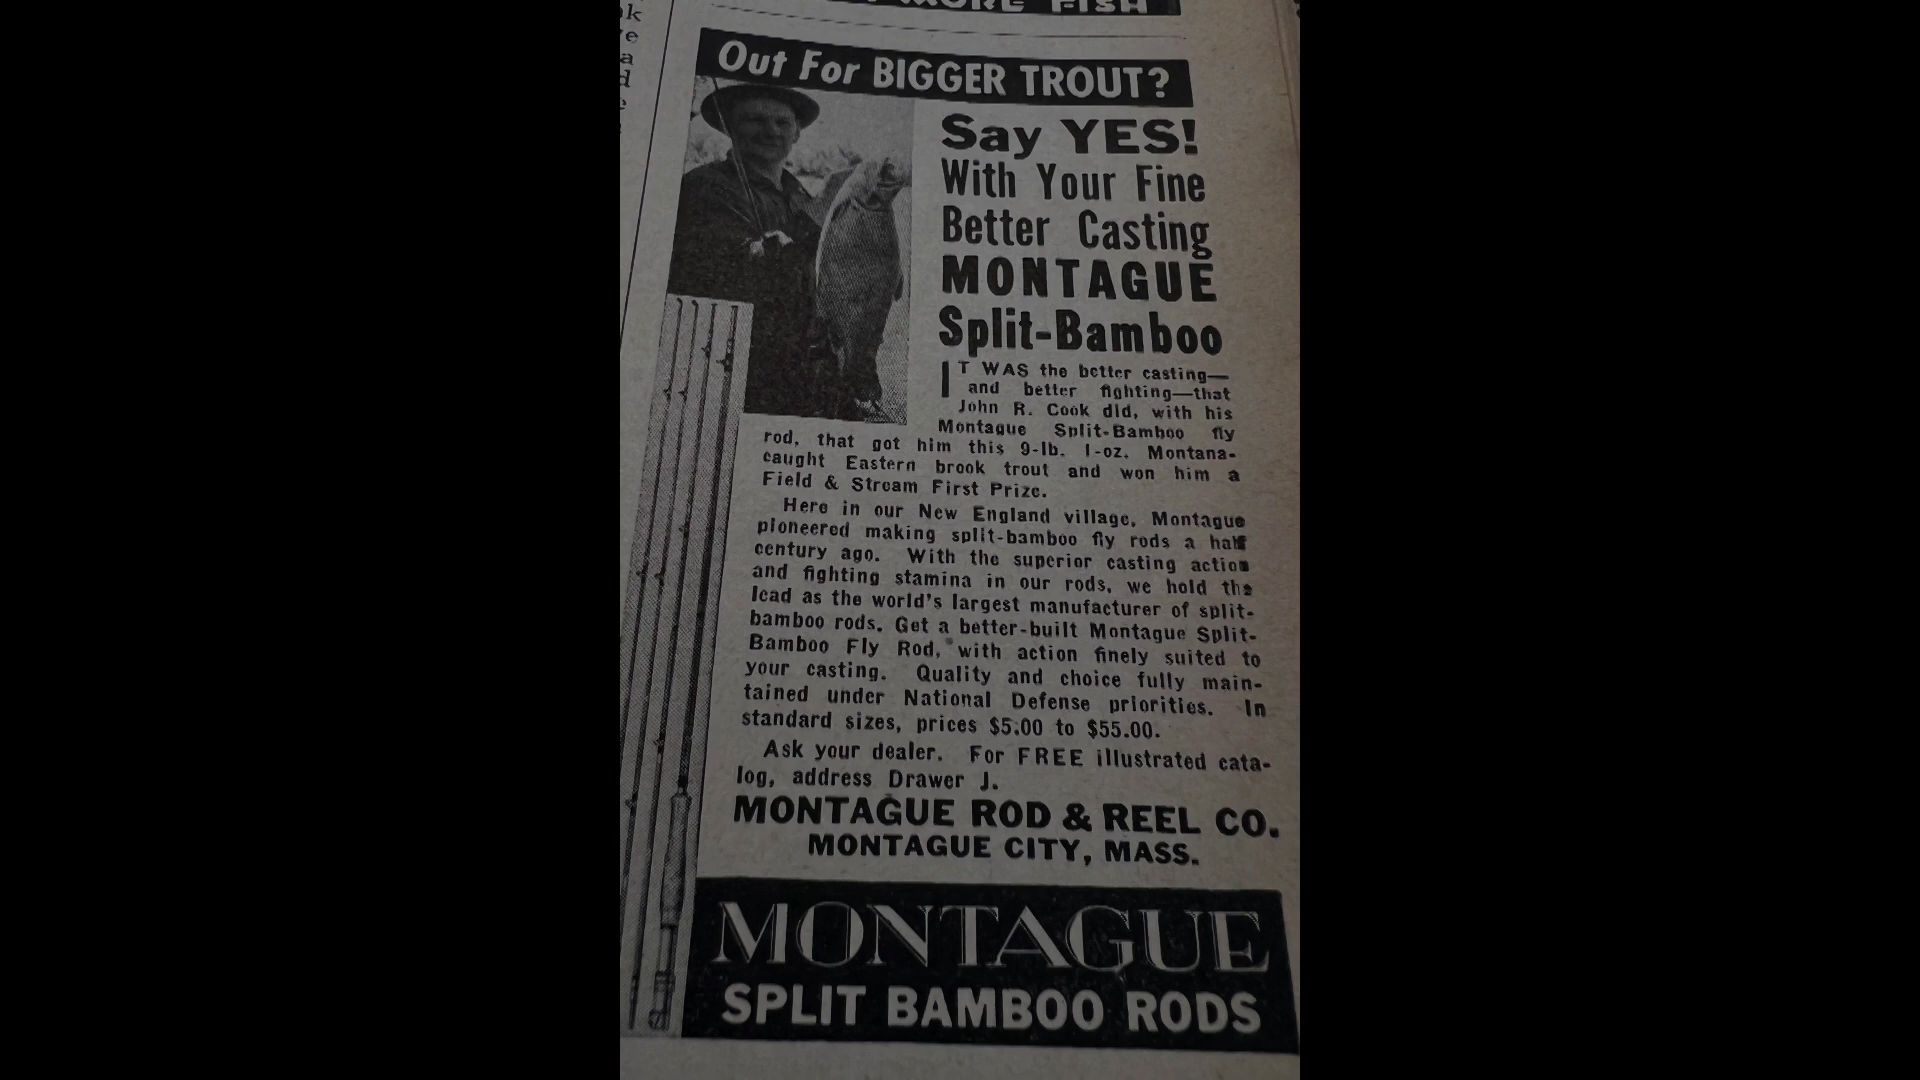 MORE FISH
Out For BIGGER TROUT?
Say YES!
With Your Fine
Better Casting
MONTAGUE
Split-Bamboo
IT WAS the better casting—
and better fighting—that
John R. Cook did, with his
Montague Split-Bamboo fly
rod, that got him this 9-lb. 1-oz. Montana-
caught Eastern brook trout and won him a
Field & Stream First Prize.
Here in our New England village, Montague
pioneered making split-bamboo fly rods a half
century ago. With the superior casting action
and fighting stamina in our rods, we hold the
lead as the world's largest manufacturer of split-
bamboo rods. Get a better-built Montague Split-
Bamboo Fly Rod, with action finely suited to
your casting. Quality and choice fully main-
tained under National Defense priorities. In
standard sizes, prices $5.00 to $55.00.
Ask your dealer. For FREE illustrated cata-
log, address Drawer J.
MONTAGUE ROD & REEL CO.
MONTAGUE CITY, MASS.
MONTAGUE
SPLIT BAMBOO RODS